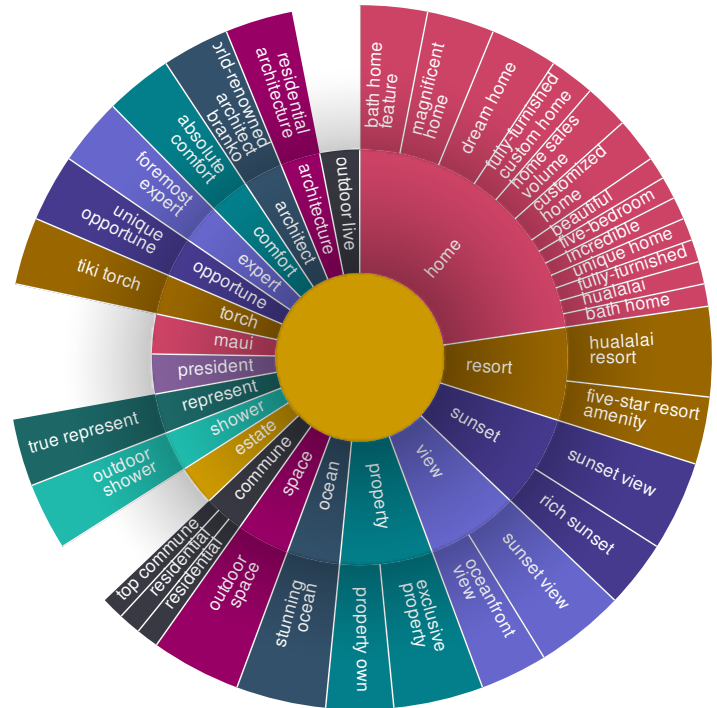 bath home
feature
magnificent
home
dream home
fully-furnished
custom home
home sales
volume
customized
home
beautiful
five-bedroom
incredible
unique home
fully-furnished
hualalai
bath home
home
hualalai
resort
five-star resort
amenity
resort
sunset view
rich sunset
sunset
sunset view
oceanfront
view
view
exclusive
property
property own
property
stunning
ocean
ocean
outdoor
space
space
residential
residential
top commune
commune
estate
outdoor
shower
shower
true represent
represent
president
maui
tiki torch
torch
unique
opportune
opportune
foremost
expert
expert
absolute
comfort
comfort
orld-renowned
architect
branko
architect
residential
architecture
architecture
outdoor live